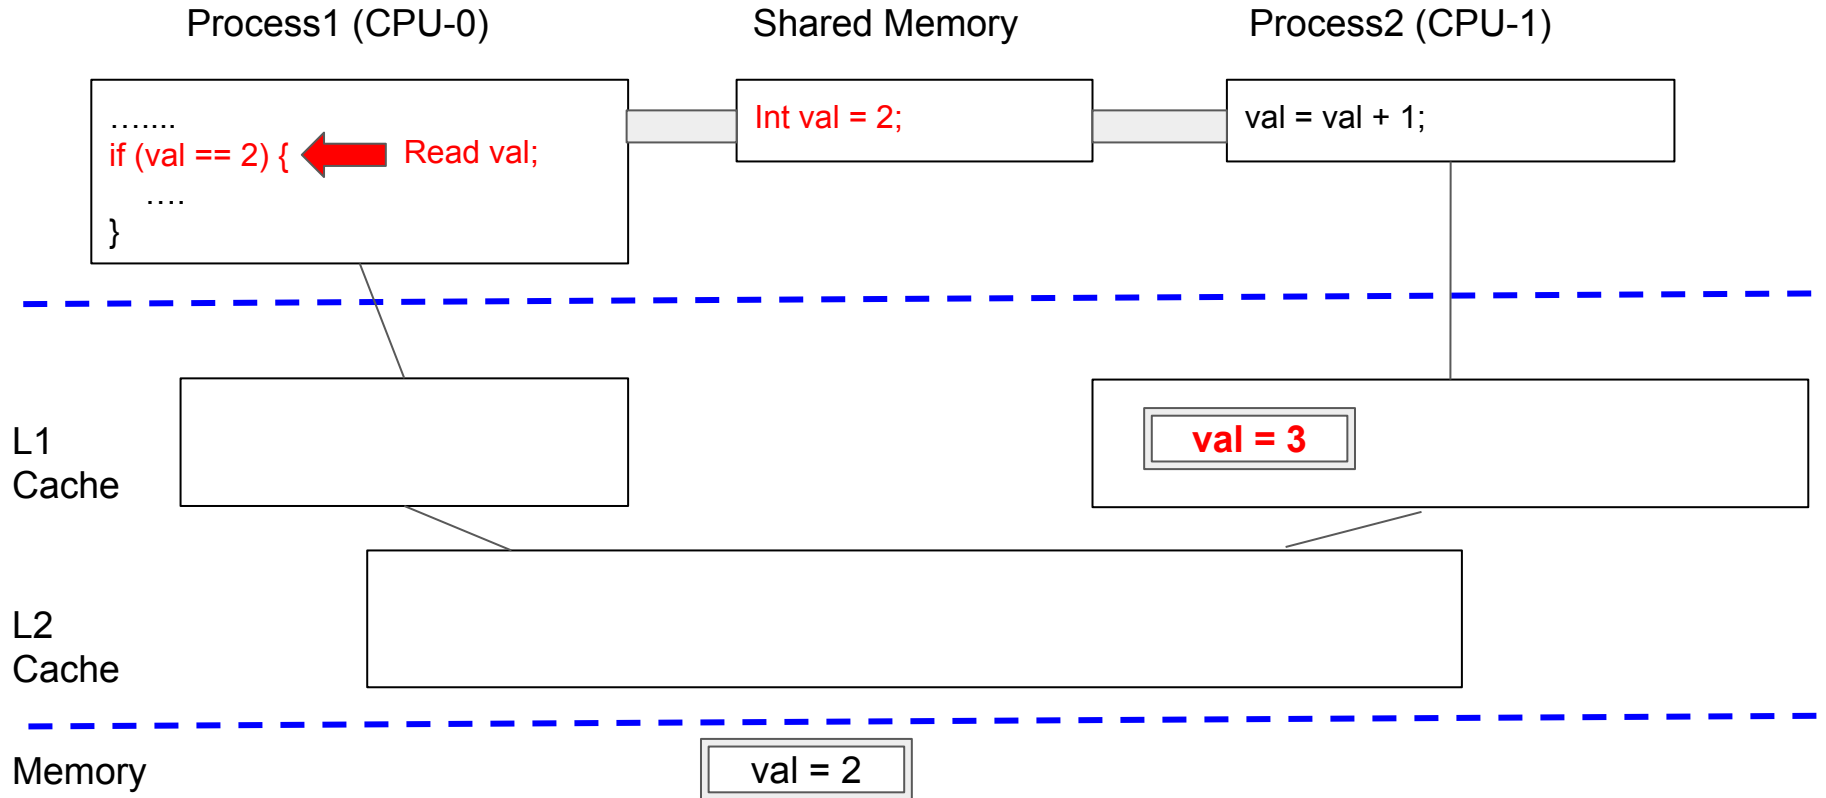 Process1 (CPU-0)
Shared Memory
Process2 (CPU-1)
…....
if (val == 2) {
Read val;
….
}
Int val = 2;
val = val + 1;
L1
Cache
val = 3
L2
Cache
Memory
val = 2